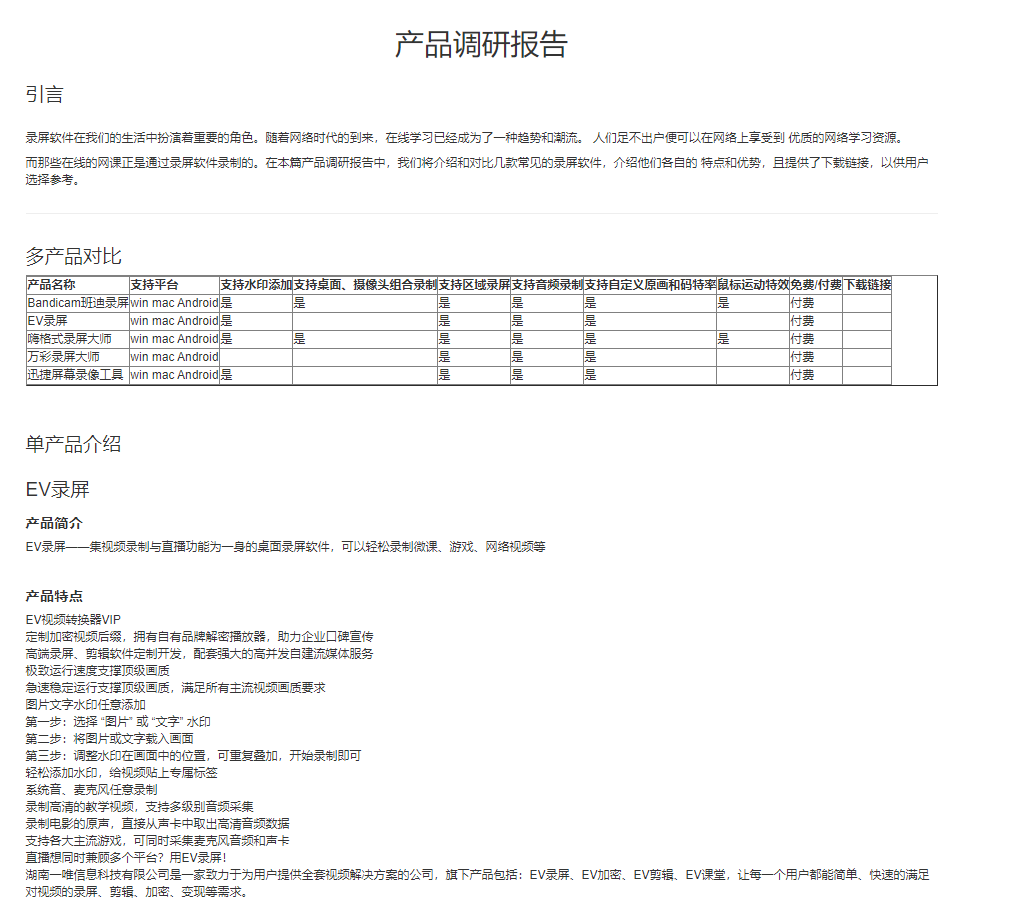 产品调研报告
引言
录屏软件在我们的生活中扮演着重要的角色。随着网络时代的到来，在线学习已经成为了一种趋势和潮流。 人们足不出户便可以在网络上享受到 优质的网络学习资源。
而那些在线的网课正是通过录屏软件录制的。在本篇产品调研报告中，我们将介绍和对比几款常见的录屏软件，介绍他们各自的 特点和优势，且提供了下载链接，以供用户
选择参考。
多产品对比
产品名称 支持平台 支持水印添加 支持桌面、摄像头组合录制 支持区域录屏 支持音频录制 支持自定义原画和码特率 鼠标运动特效 免费/付费 下载链接
Bandicam班迪录屏 win mac Android 是 是 是 是 是 是 付费
EV录屏 win mac Android 是 是 是 是 付费
嗨格式录屏大师 win mac Android 是 是 是 是 是 是 付费
万彩录屏大师 win mac Android 是 是 是 付费
迅捷屏幕录像工具 win mac Android 是 是 是 是 付费
单产品介绍
EV录屏
产品简介
EV录屏——集视频录制与直播功能为一身的桌面录屏软件，可以轻松录制微课、游戏、网络视频等
产品特点
EV视频转换器VIP
定制加密视频后缀，拥有自有品牌解密播放器，助力企业口碑宣传
高端录屏、剪辑软件定制开发，配套强大的高并发自建流媒体服务
极致运行速度支撑顶级画质
急速稳定运行支撑顶级画质，满足所有主流视频画质要求
图片文字水印任意添加
第一步：选择 “图片” 或 “文字” 水印
第二步：将图片或文字载入画面
第三步：调整水印在画面中的位置，可重复叠加，开始录制即可
轻松添加水印，给视频贴上专属标签
系统音、麦克风任意录制
录制高清的教学视频，支持多级别音频采集
录制电影的原声，直接从声卡中取出高清音频数据
支持各大主流游戏，可同时采集麦克风音频和声卡
直播想同时兼顾多个平台？用EV录屏！
湖南一唯信息科技有限公司是一家致力于为用户提供全套视频解决方案的公司，旗下产品包括：EV录屏、EV加密、EV剪辑、EV课堂，让每一个用户都能简单、快速的满足
对视频的录屏、剪辑、加密、变现等需求。